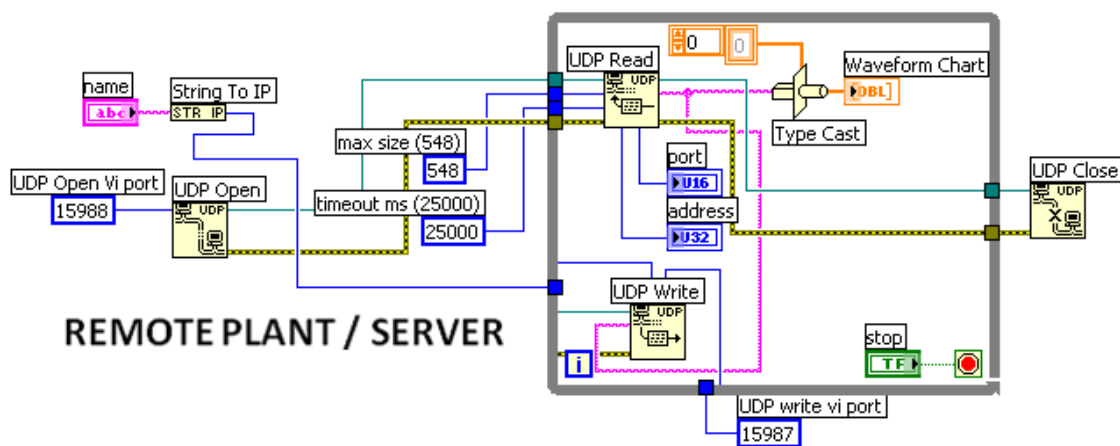 UDP Read
0
0
Waveform Chart
DBL]
UDP
Type Cast
name
abc
String To IP
STR IP
max size (548)
548
port
U16
UDP Close
UDP
X
UDP Open Vi port
15988
UDP Open
UDP
timeout ms (25000)
25000
address
U32
UDP Write
UDP
REMOTE PLANT / SERVER
i
stop
TF
UDP write vi port
15987